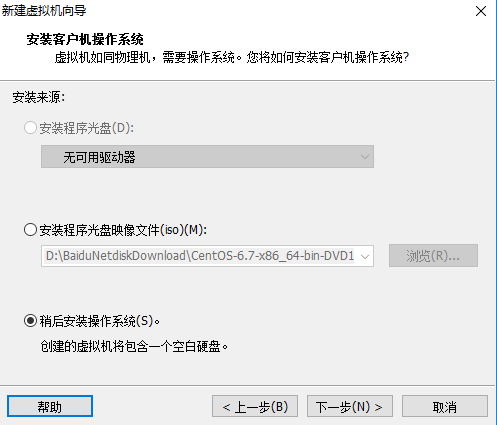 新建虚拟机向导
安装客户机操作系统
虚拟机如同物理机，需要操作系统。您将如何安装客户机操作系统?
安装来源:
安装程序光盘(D):
无可用驱动器
安装程序光盘映像文件(iso)(M):
D:\BaiduNetdiskDownload\CentOS-6.7-x86_64-bin-DVD1
浏览(R)...
稍后安装操作系统(S)。
创建的虚拟机将包含一个空白硬盘。
帮助
< 上一步(B)
下一步(N) >
取消